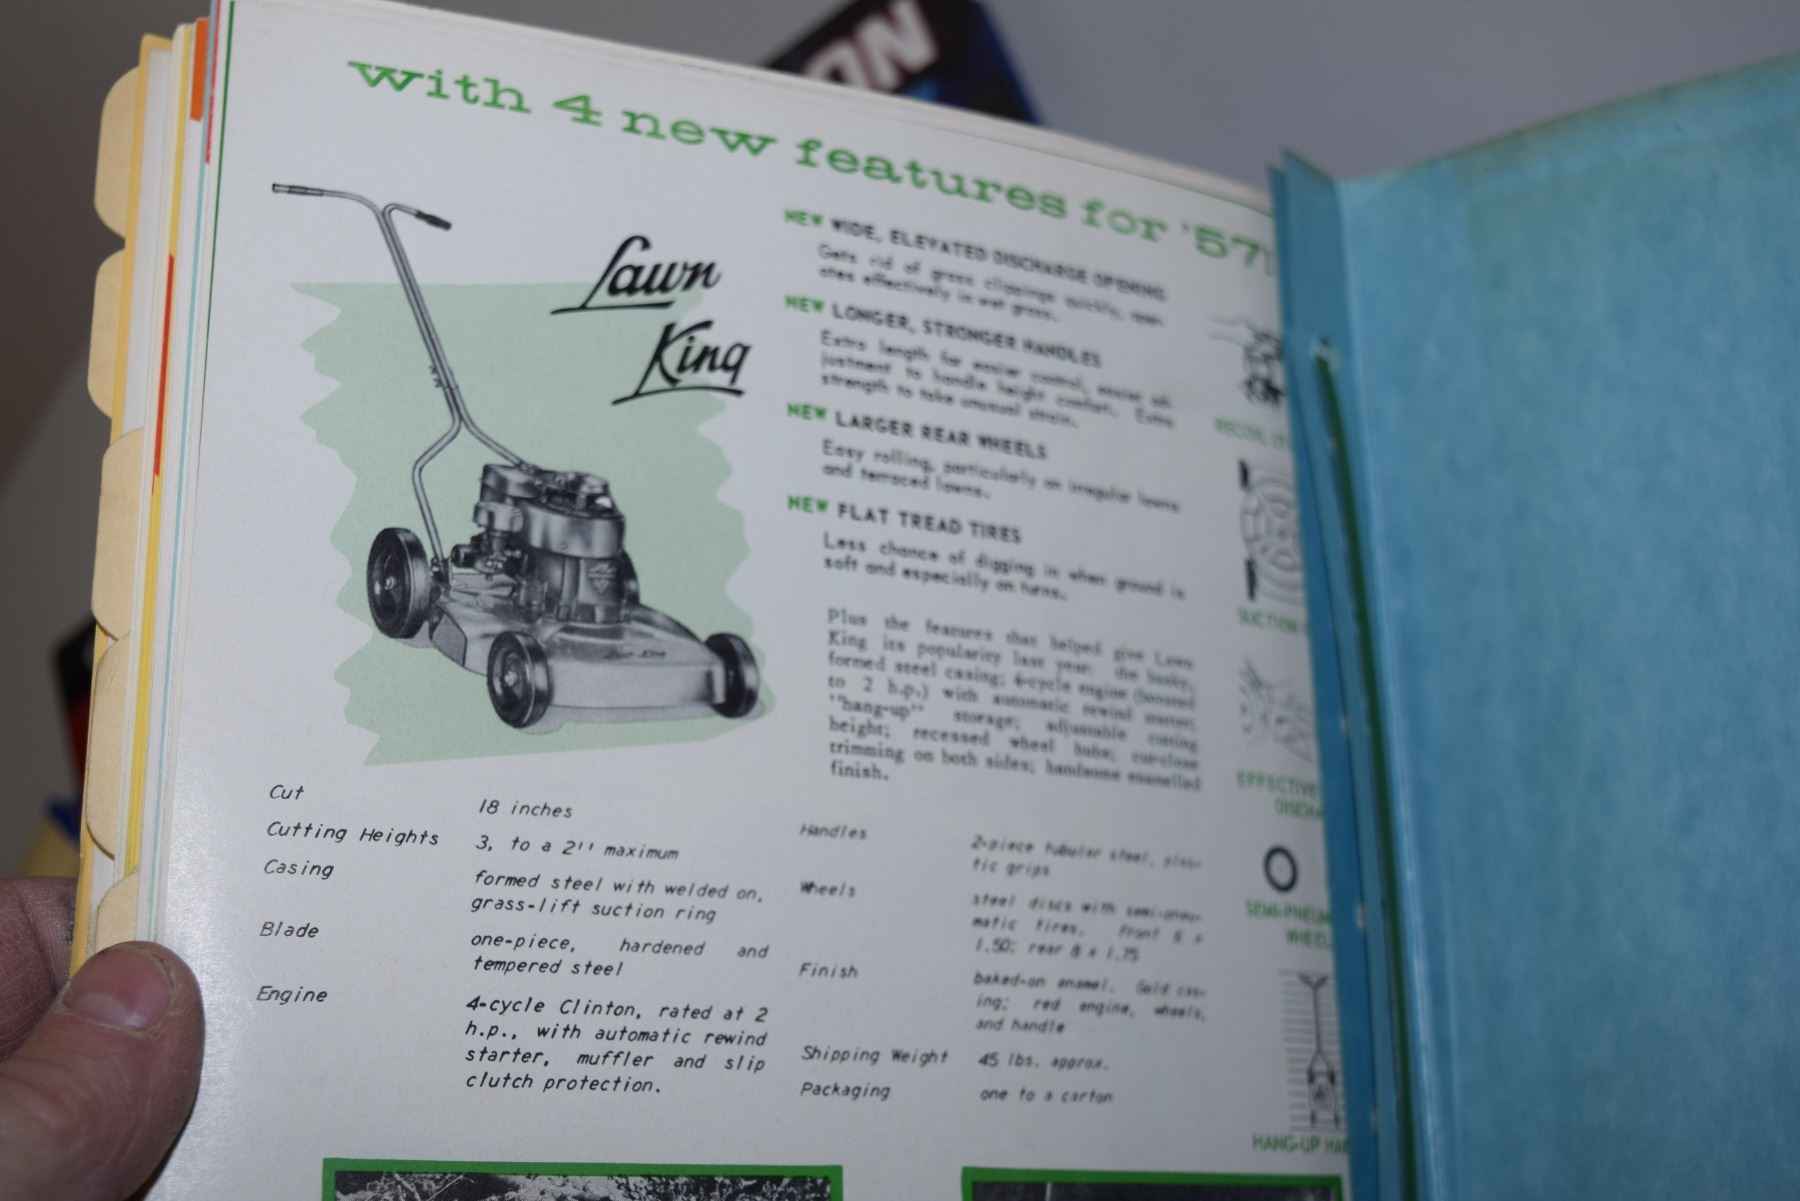 ON
with 4 new features for '57!
Lawn
King
NEW WIDE, ELEVATED DISCHARGE OPENING
Gets rid of grass clippings quickly, oper-
ates effectively in wet grass.
NEW LONGER, STRONGER HANDLES
Extra length for easier control, easier ad-
justment to handle height comfort. Extra
strength to take unusual strain.
NEW LARGER REAR WHEELS
Easy rolling, particularly on irregular lawns
and terraced lawns.
NEW FLAT TREAD TIRES
Less chance of digging in when ground is
soft and especially on turns.
Plus the features that helped give Lawn
King its popularity last year: the husky,
formed steel casing; 4-cycle engine (boosted
to 2 h.p.) with automatic rewind starter;
"hang-up" storage; adjustable cutting
height; recessed wheel hubs; cut-close
trimming on both sides; handsome enamelled
finish.
Cut 18 inches
Cutting Heights 3, to a 2'' maximum
Casing formed steel with welded on,
grass-lift suction ring
Blade one-piece, hardened and
tempered steel
Engine 4-cycle Clinton, rated at 2
h.p., with automatic rewind
starter, muffler and slip
clutch protection.
Handles 2-piece tubular steel, plas-
tic grips
Wheels steel discs with semi-pneu-
matic tires. Front 6 x
1.50; rear 8 x 1.75
Finish baked-on enamel. Gold cas-
ing; red engine, wheels,
and handle
Shipping Weight 45 lbs. approx.
Packaging one to a carton
RECOIL
SUCTION
EFFECTIVE
DISCHA
SEMI-PNEUM
WHEEL
HANG-UP HA